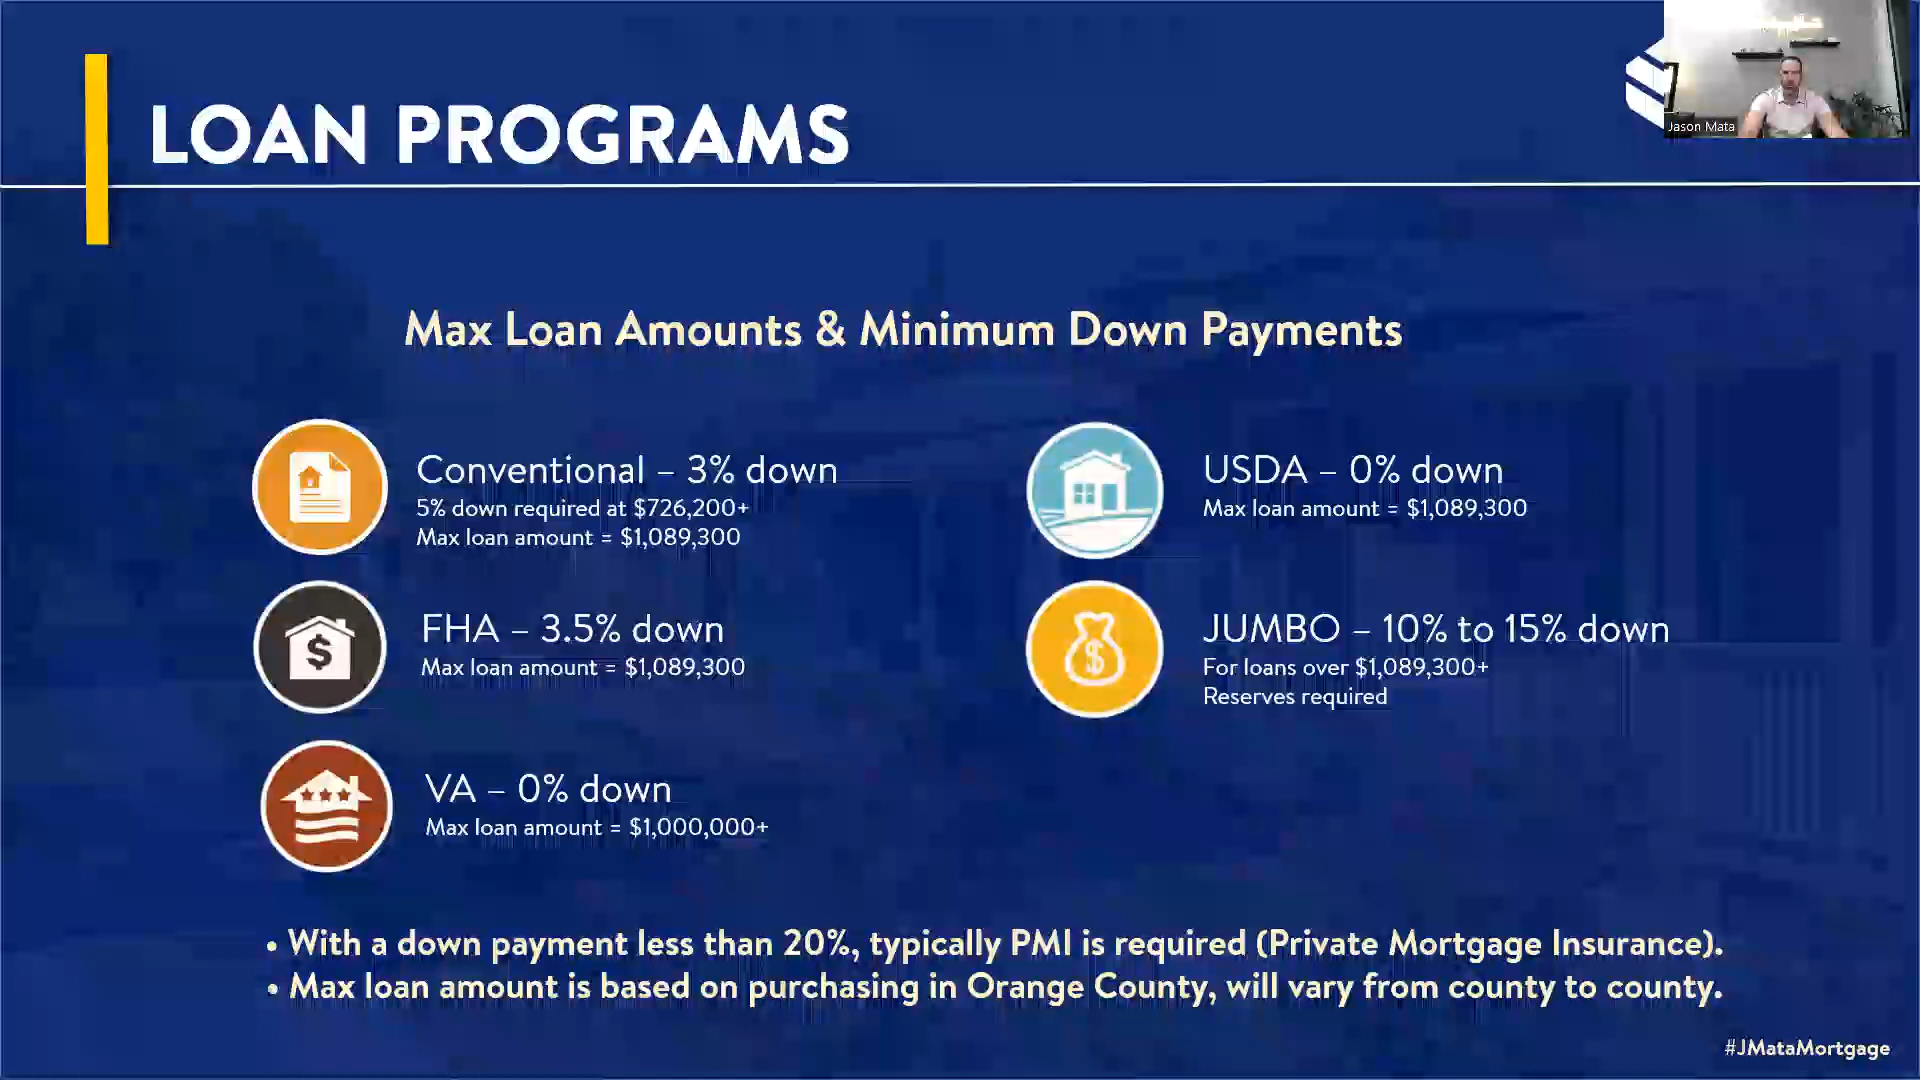 LOAN PROGRAMS
Jason Mata
Max Loan Amounts & Minimum Down Payments
Conventional – 3% down
5% down required at $726,200+
Max loan amount = $1,089,300
FHA – 3.5% down
Max loan amount = $1,089,300
VA – 0% down
Max loan amount = $1,000,000+
USDA – 0% down
Max loan amount = $1,089,300
JUMBO – 10% to 15% down
For loans over $1,089,300+
Reserves required
• With a down payment less than 20%, typically PMI is required (Private Mortgage Insurance).
• Max loan amount is based on purchasing in Orange County, will vary from county to county.
#JMataMortgage